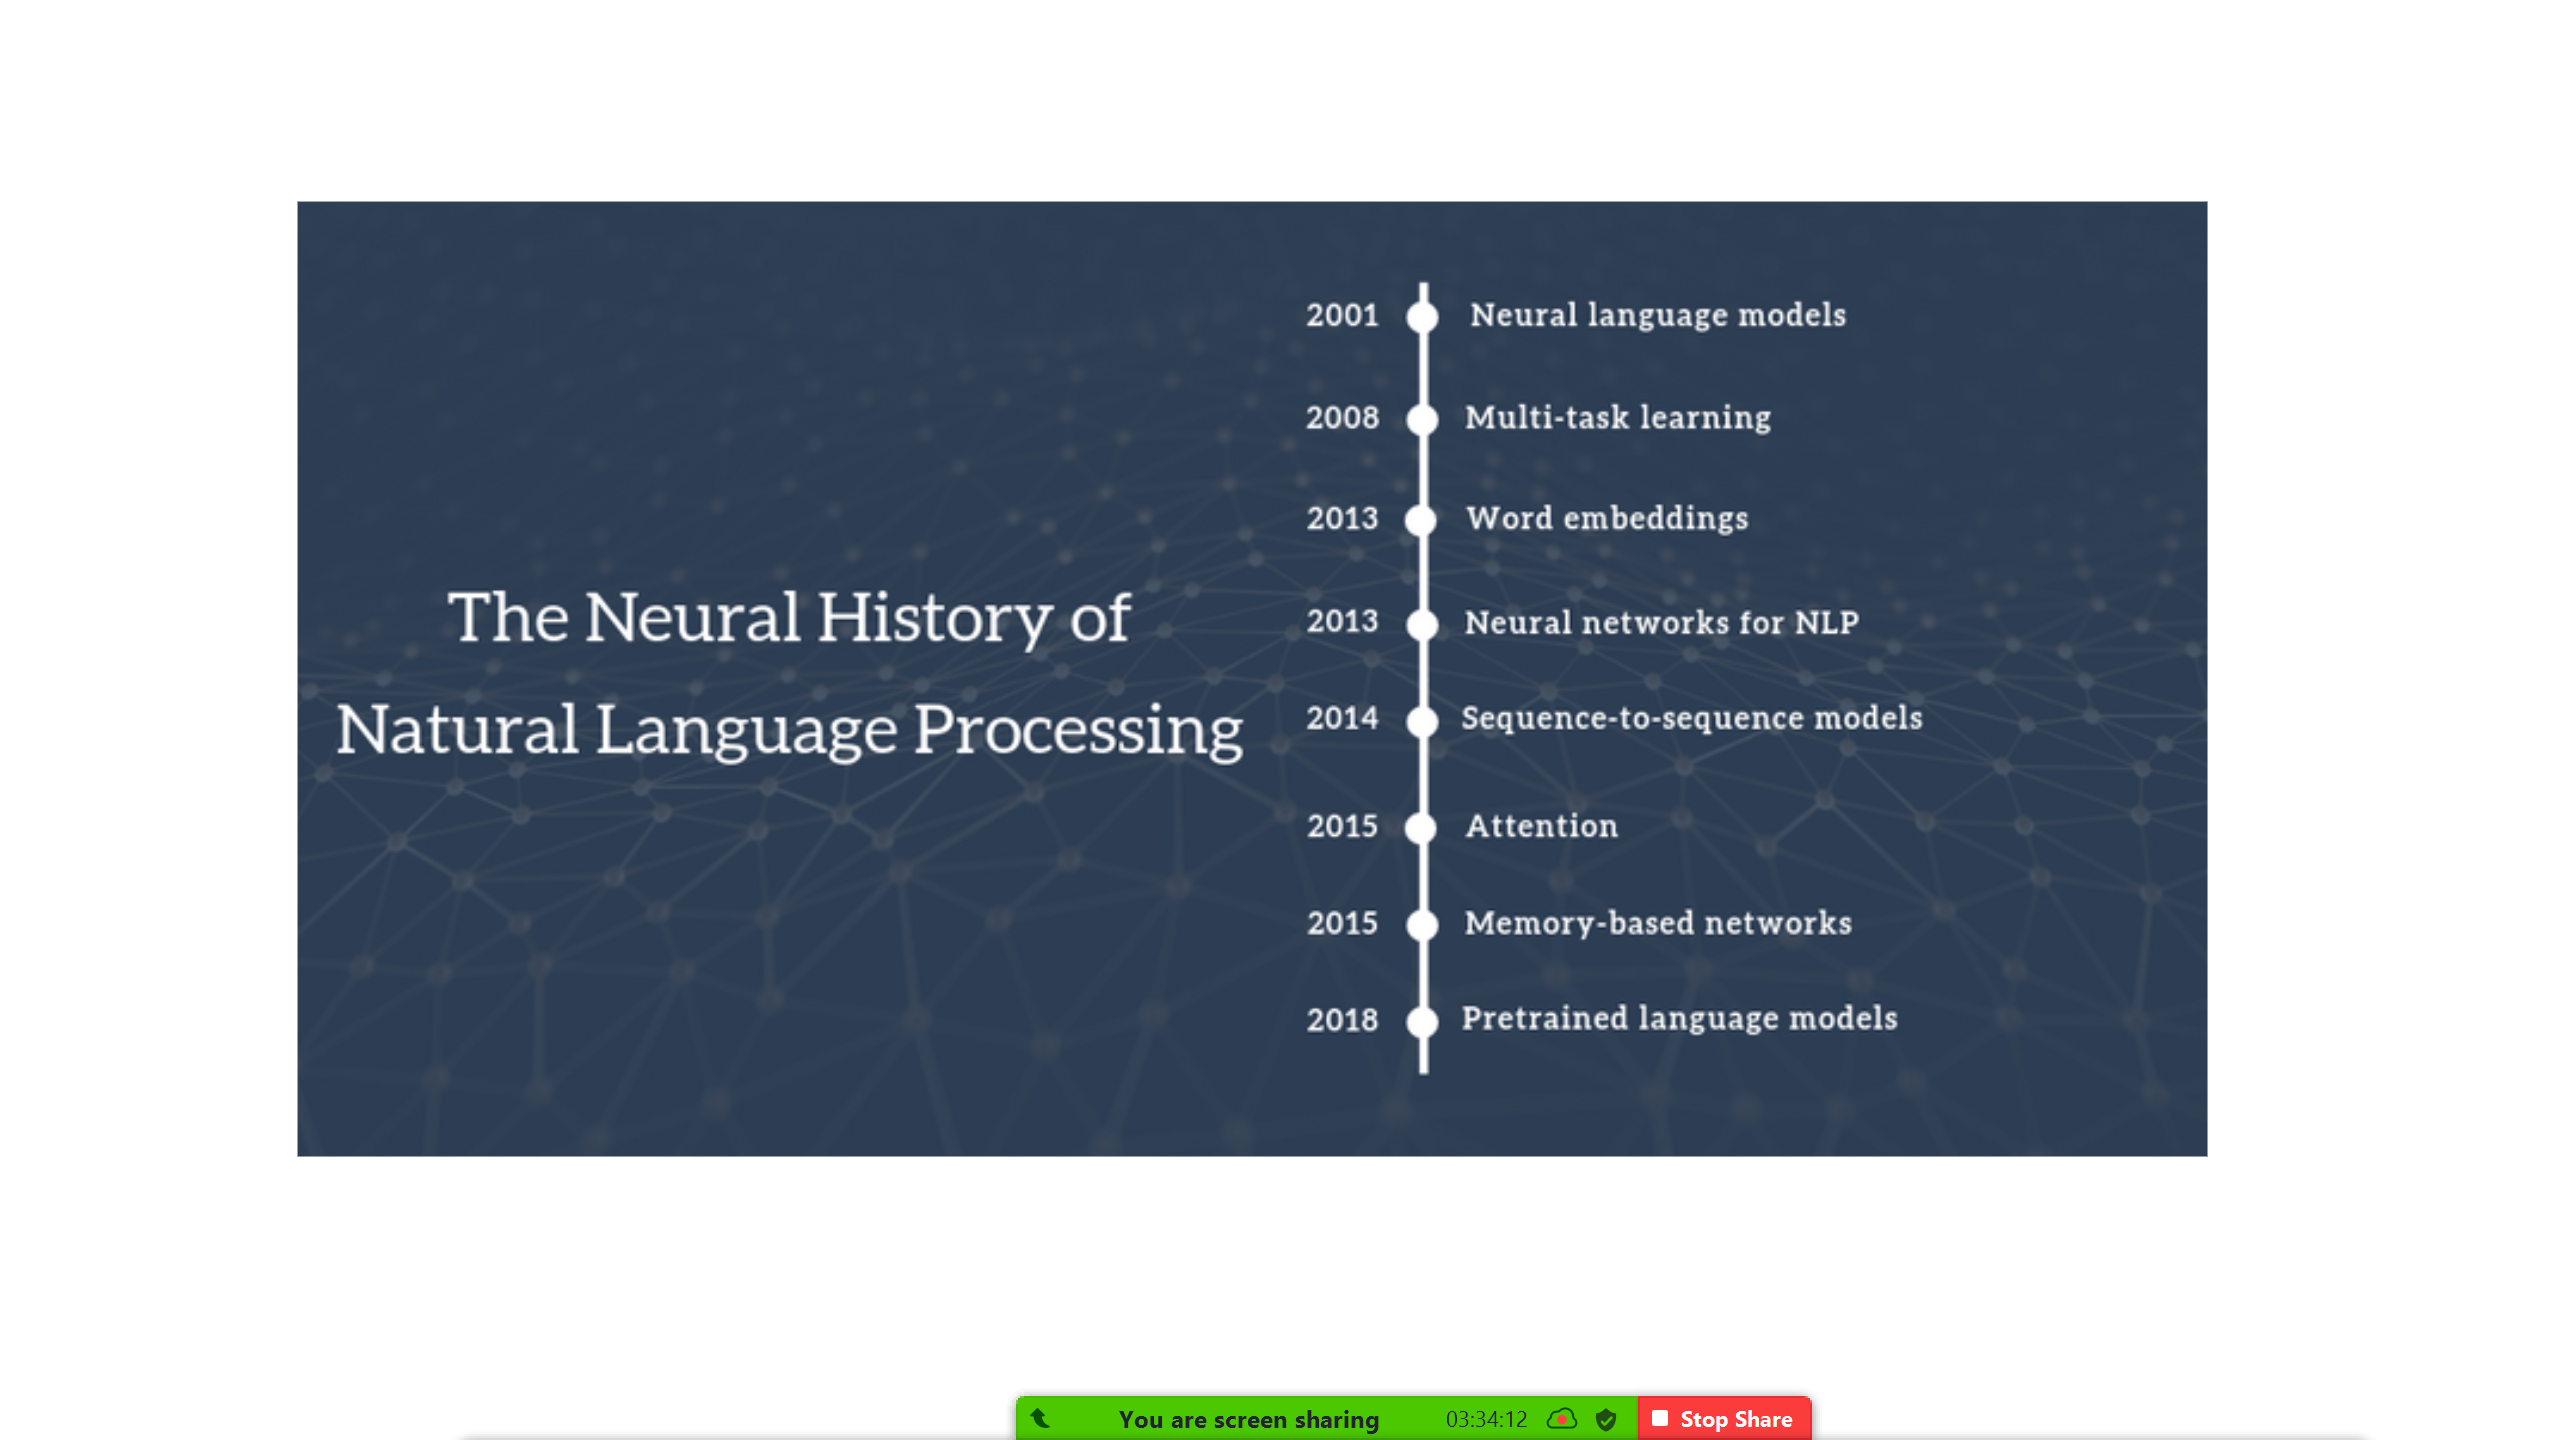 The Neural History of
Natural Language Processing
2001 Neural language models
2008 Multi-task learning
2013 Word embeddings
2013 Neural networks for NLP
2014 Sequence-to-sequence models
2015 Attention
2015 Memory-based networks
2018 Pretrained language models
You are screen sharing 03:34:12 Stop Share